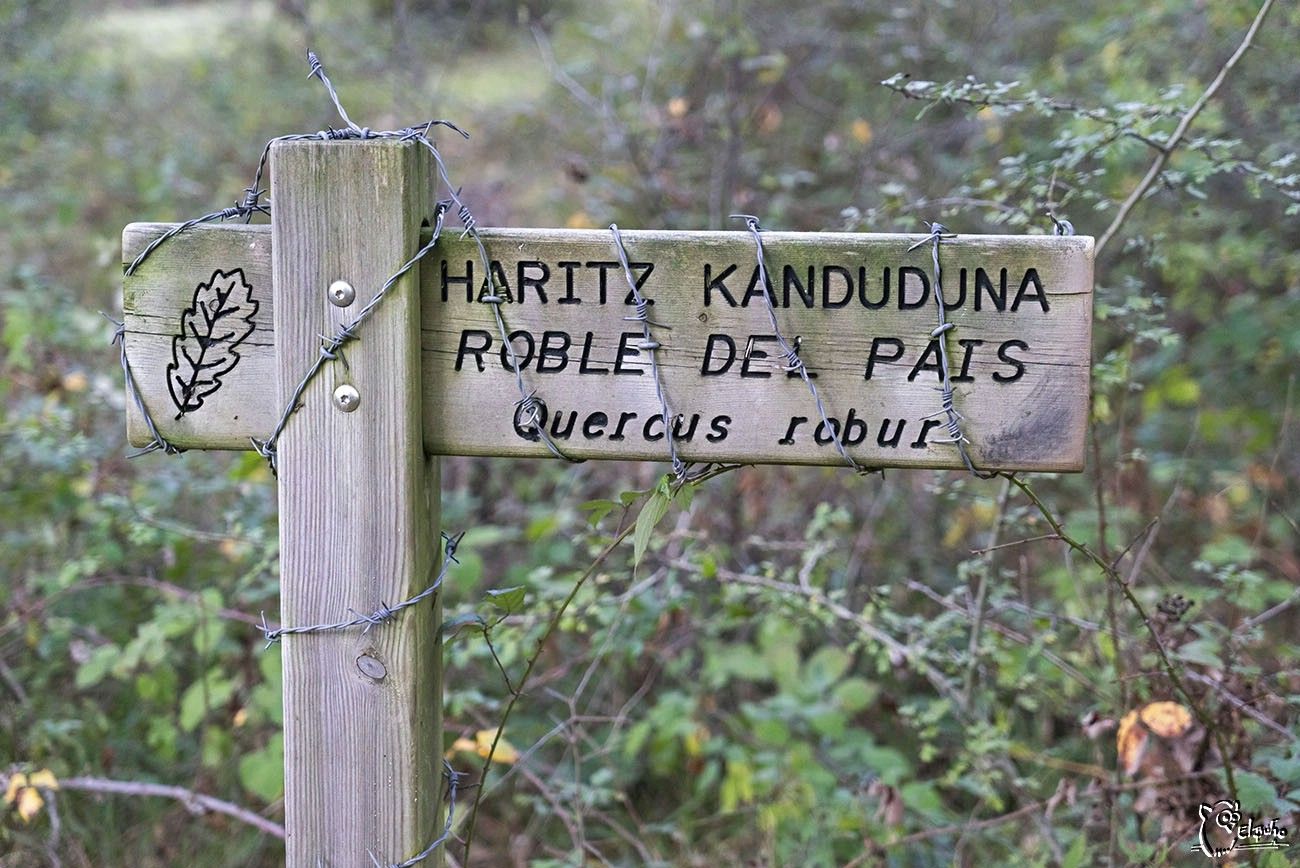 HARITZ KANDUDUNA
ROBLE DEL PAIS
Quercus robur